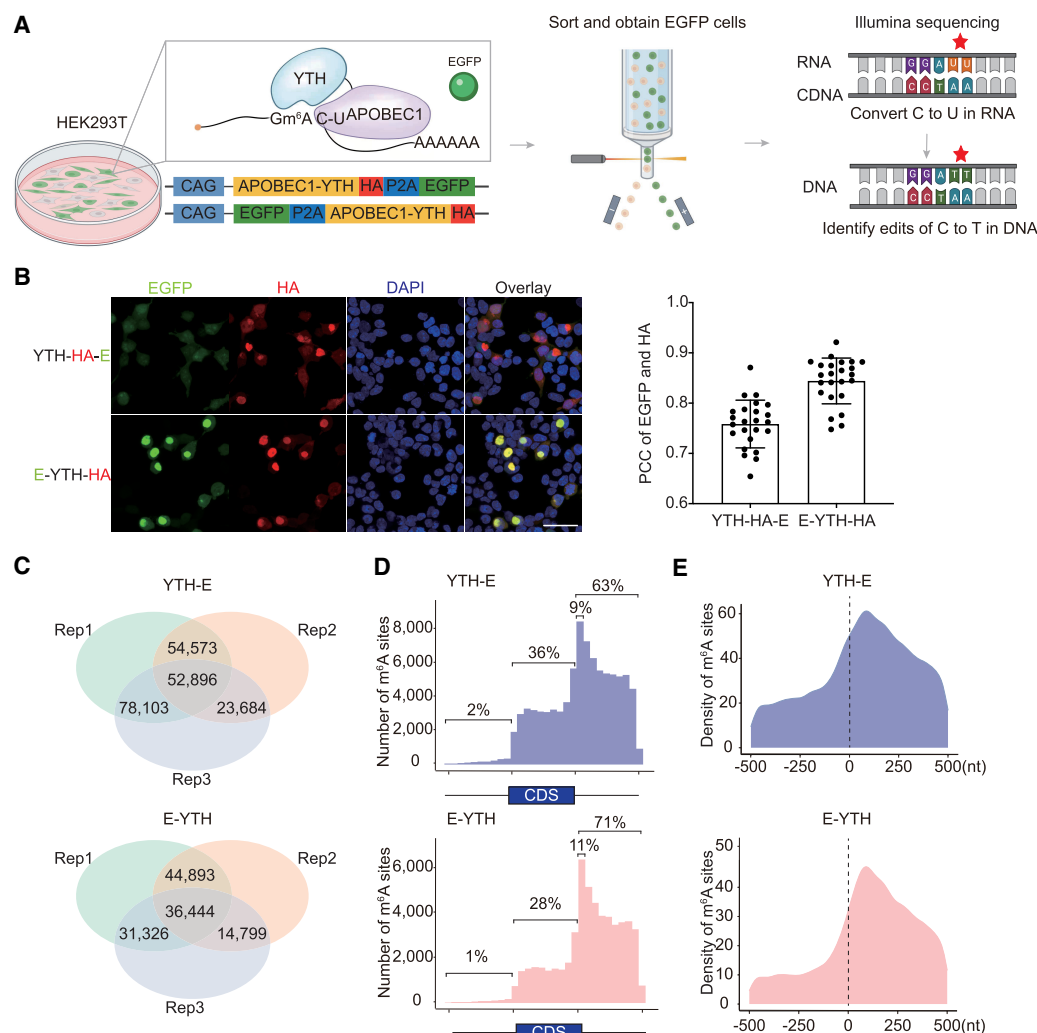 A
Sort and obtain EGFP cells
Illumina sequencing
HEK293T
YTH
EGFP
Gm⁶A C-U APOBEC1
AAAAAA
CAG APOBEC1-YTH HA P2A EGFP
CAG EGFP P2A APOBEC1-YTH HA
− +
RNA
G G A U U
CDNA
C C T A A
Convert C to U in RNA
DNA
G G A T T
C C T A A
Identify edits of C to T in DNA
B
EGFP HA DAPI Overlay
YTH-HA-E
E-YTH-HA
PCC of EGFP and HA
1.0
0.9
0.8
0.7
0.6
YTH-HA-E E-YTH-HA
C
YTH-E
Rep1 Rep2
54,573
52,896
78,103 23,684
Rep3
E-YTH
Rep1 Rep2
44,893
36,444
31,326 14,799
Rep3
D
YTH-E
63%
9%
36%
2%
Number of m⁶A sites
8,000
6,000
4,000
2,000
0
CDS
E-YTH
71%
11%
28%
1%
Number of m⁶A sites
6,000
4,000
2,000
0
CDS
E
YTH-E
Density of m⁶A sites
60
40
20
0
-500 -250 0 250 500(nt)
E-YTH
Density of m⁶A sites
50
40
30
20
10
0
-500 -250 0 250 500(nt)